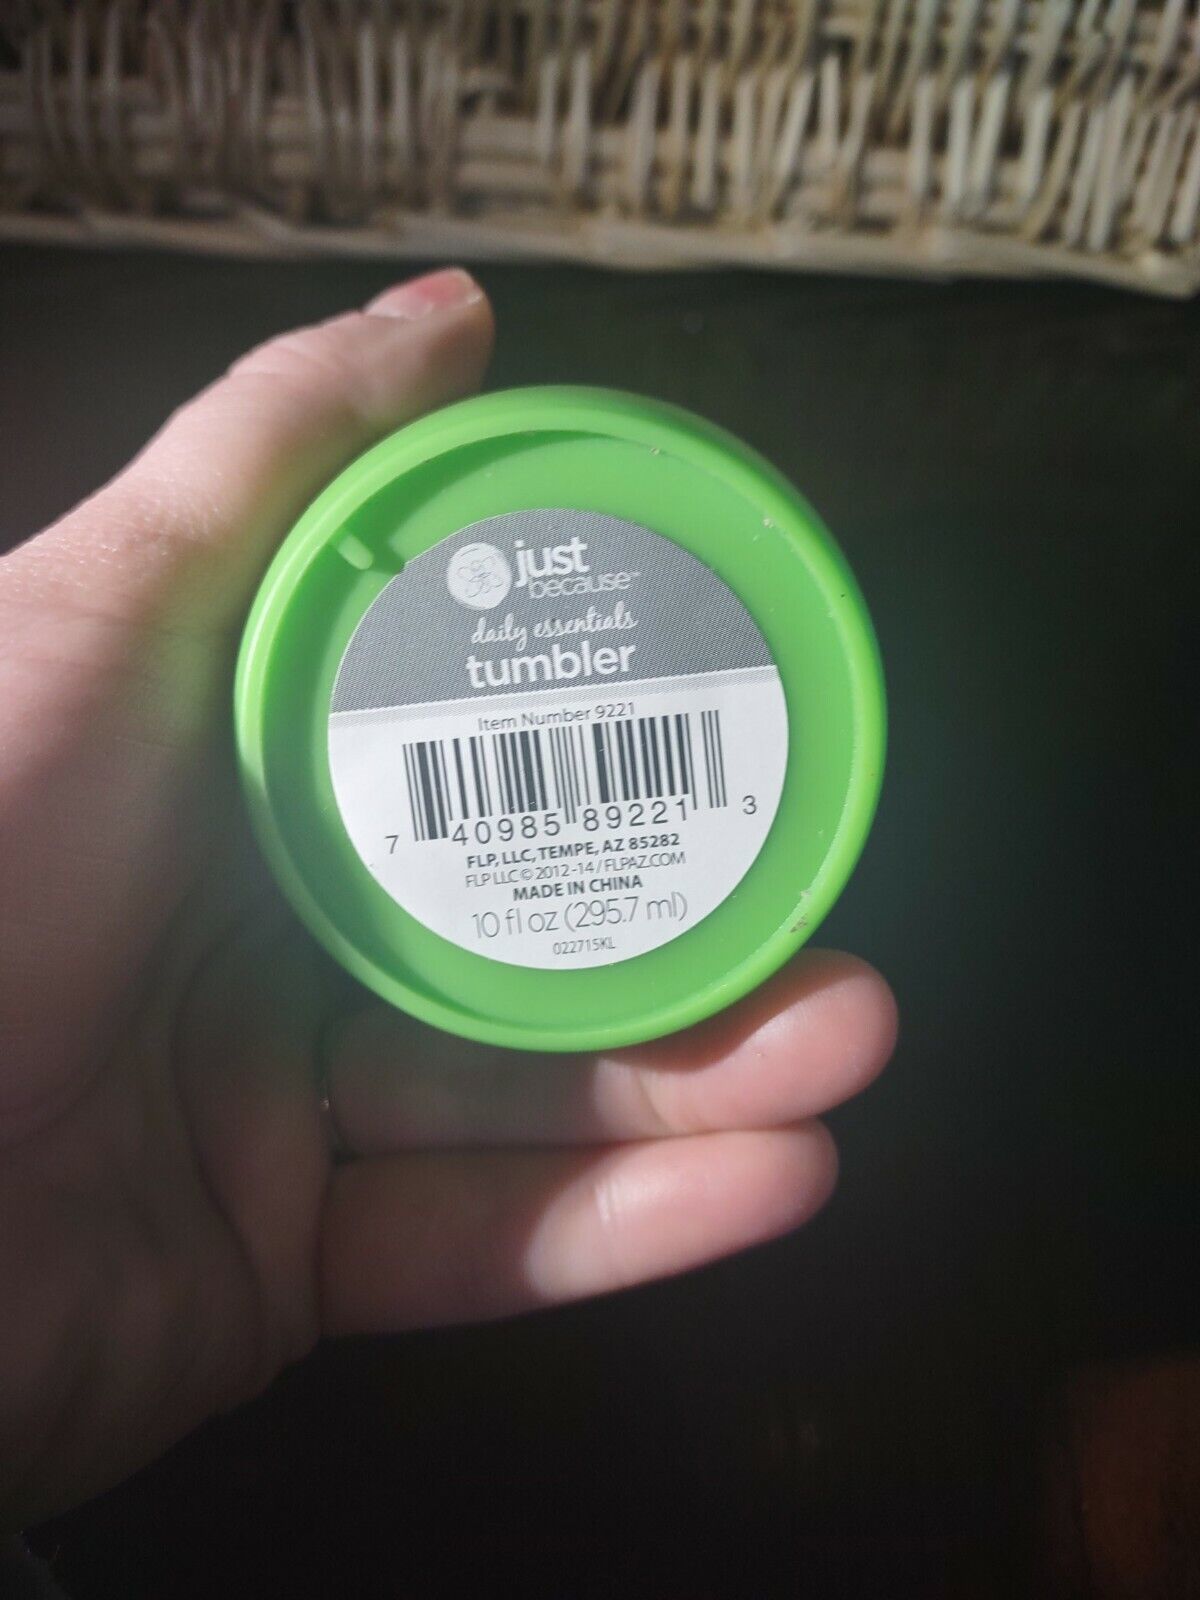 just
because™
daily essentials
tumbler
Item Number 9221
7 40985 89221 3
FLP, LLC, TEMPE, AZ 85282
FLP LLC © 2012-14 / FLPAZ.COM
MADE IN CHINA
10 fl oz (295.7 ml)
022715KL